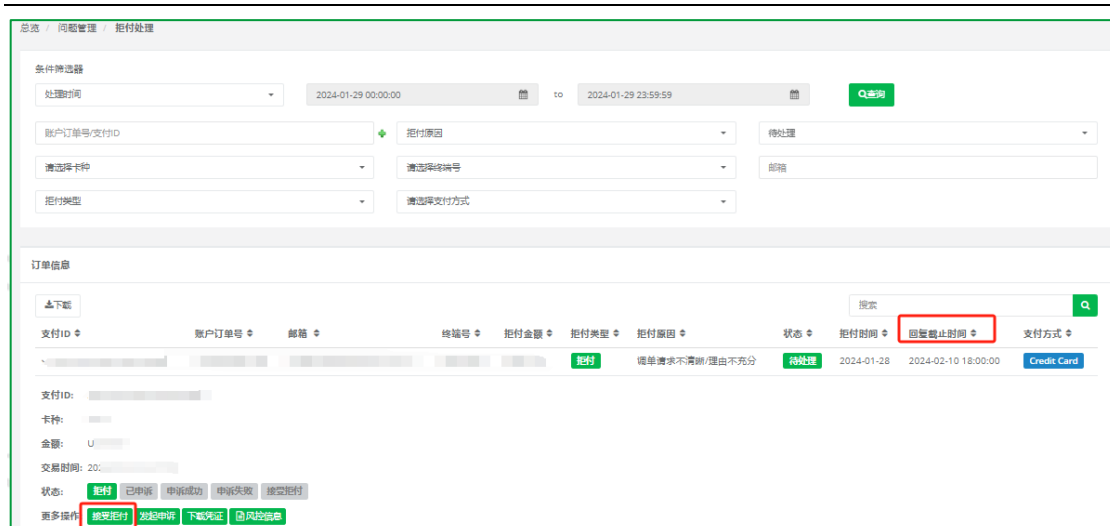 总览 / 问题管理 / 拒付处理
条件筛选器
处理时间 2024-01-29 00:00:00 to 2024-01-29 23:59:59 查询
账户订单号/支付ID 拒付原因 待处理
请选择卡种 请选择终端号 邮箱
拒付类型 请选择支付方式
订单信息
下载 搜索
支付ID 账户订单号 邮箱 终端号 拒付金额 拒付类型 拒付原因 状态 拒付时间 回复截止时间 支付方式
拒付 调单请求不清晰/理由不充分 待处理 2024-01-28 2024-02-10 18:00:00 Credit Card
支付ID:
卡种:
金额: U
交易时间: 202
状态: 拒付 已申诉 申诉成功 申诉失败 接受拒付
更多操作 接受拒付 发起申诉 下载凭证 风控信息